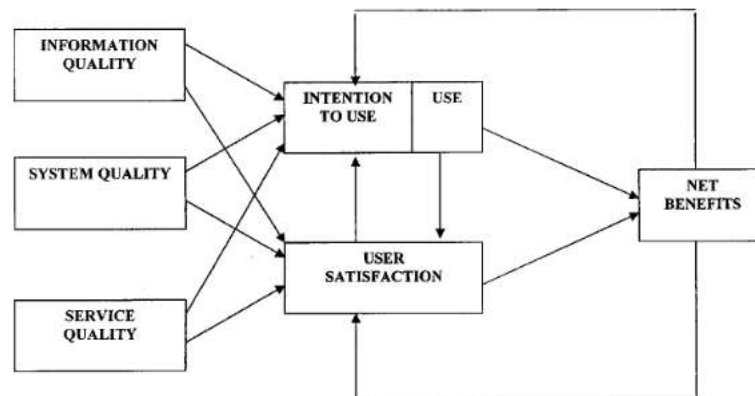 INFORMATION
QUALITY
INTENTION
TO USE
USE
SYSTEM QUALITY
NET
BENEFITS
USER
SATISFACTION
SERVICE
QUALITY